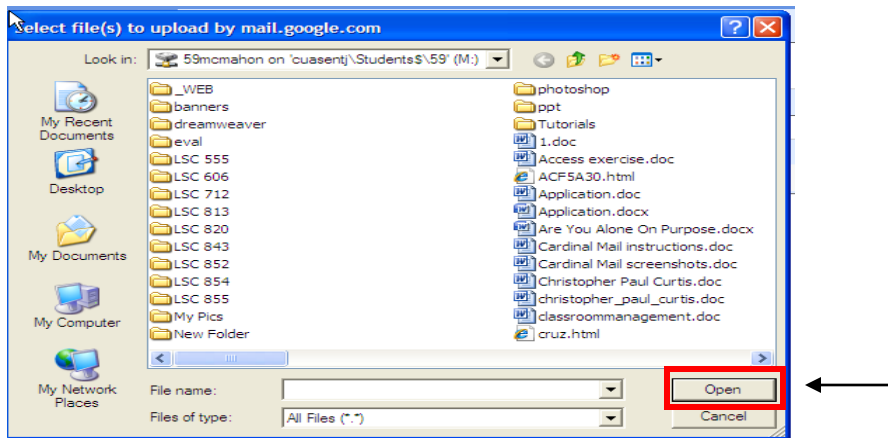 Select file(s) to upload by mail.google.com
Look in:
59mcmahon on 'cuasentj\Students$\59' (M:)
My Recent
Documents
Desktop
My Documents
My Computer
My Network
Places
_WEB
banners
dreamweaver
eval
LSC 555
LSC 606
LSC 712
LSC 813
LSC 820
LSC 843
LSC 852
LSC 854
LSC 855
My Pics
New Folder
photoshop
ppt
Tutorials
1.doc
Access exercise.doc
ACF5A30.html
Application.doc
Application.docx
Are You Alone On Purpose.docx
Cardinal Mail instructions.doc
Cardinal Mail screenshots.doc
Christopher Paul Curtis.doc
christopher_paul_curtis.doc
classroommanagement.doc
cruz.html
File name:
Open
Files of type:
All Files (*.*)
Cancel